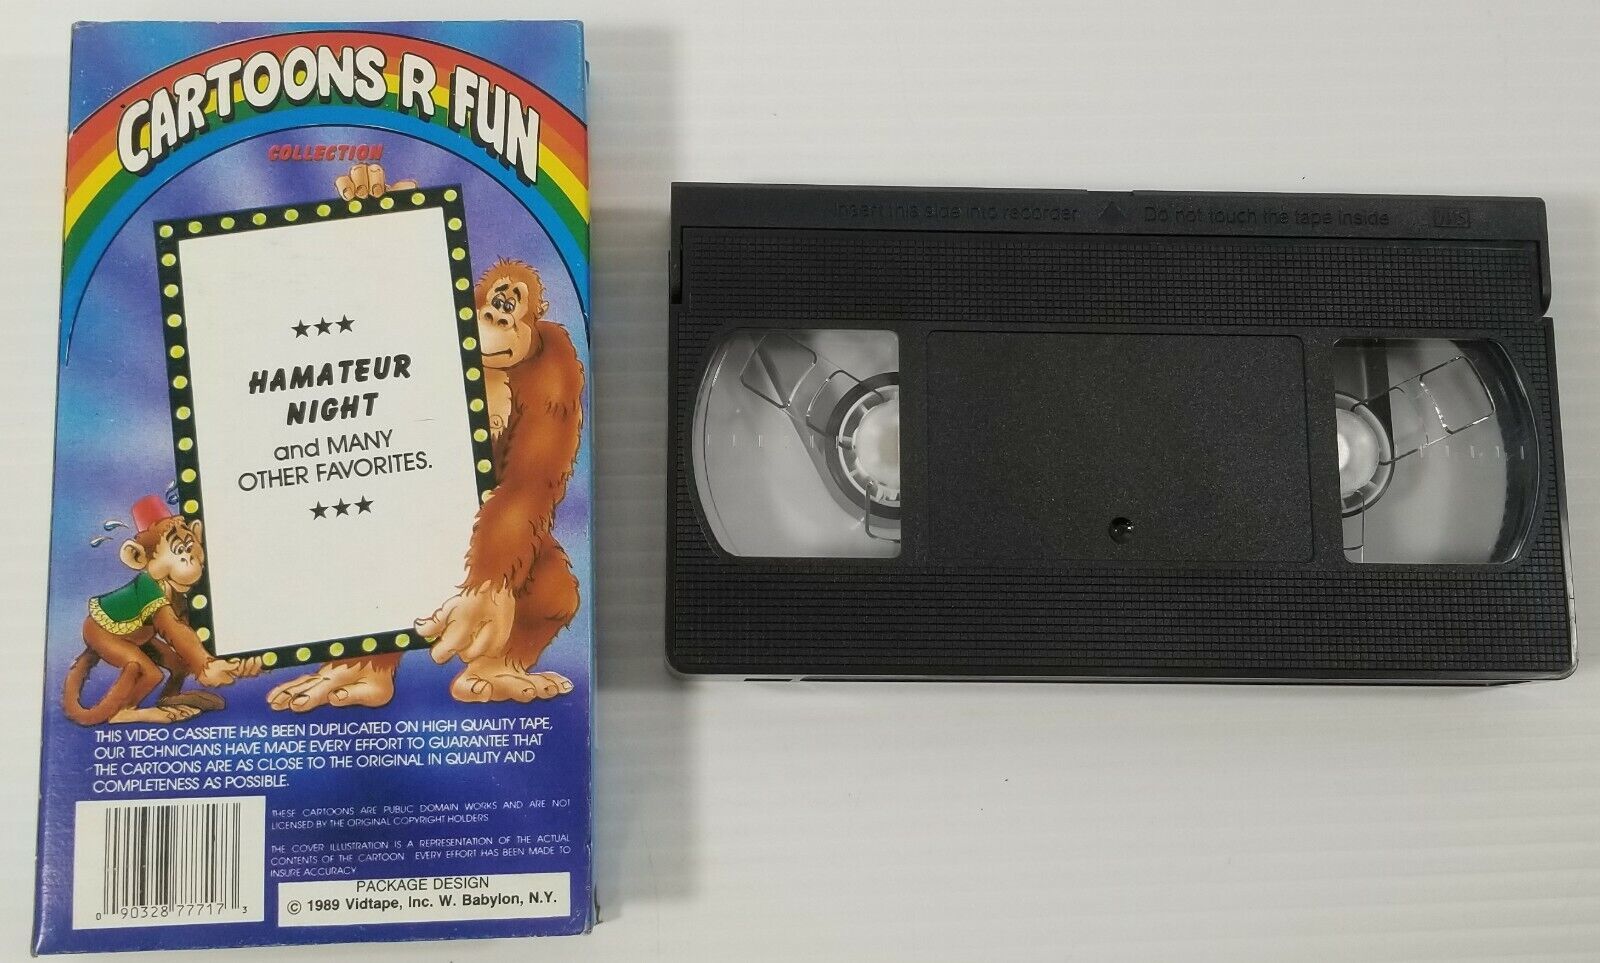 CARTOONS R FUN
COLLECTION
★★★
HAMATEUR
NIGHT
and MANY
OTHER FAVORITES.
★★★
THIS VIDEO CASSETTE HAS BEEN DUPLICATED ON HIGH QUALITY TAPE,
OUR TECHNICIANS HAVE MADE EVERY EFFORT TO GUARANTEE THAT
THE CARTOONS ARE AS CLOSE TO THE ORIGINAL IN QUALITY AND
COMPLETENESS AS POSSIBLE.
THESE CARTOONS ARE PUBLIC DOMAIN WORKS AND ARE NOT
LICENSED BY THE ORIGINAL COPYRIGHT HOLDERS
THE COVER ILLUSTRATION IS A REPRESENTATION OF THE ACTUAL
CONTENTS OF THE CARTOON EVERY EFFORT HAS BEEN MADE TO
INSURE ACCURACY
0 90328 77717 3
PACKAGE DESIGN
© 1989 Vidtape, Inc. W. Babylon, N.Y.
Insert this side into recorder Do not touch the tape inside VHS